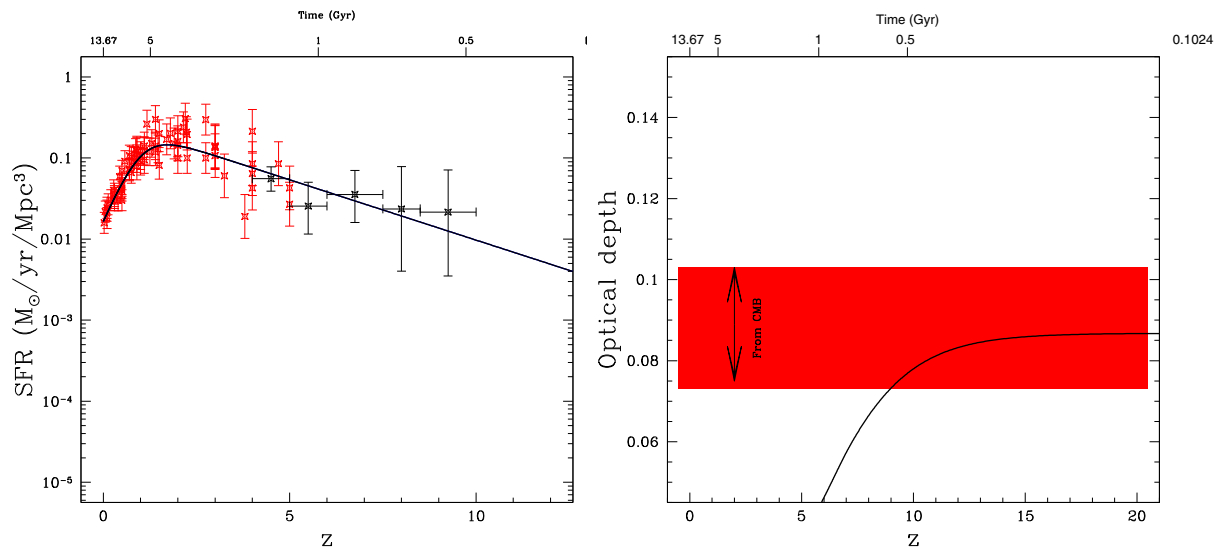 Time (Gyr)
13.67 5 1 0.5
1
0.1
0.01
10⁻³
10⁻⁴
10⁻⁵
SFR (M⊙/yr/Mpc³)
0 5 10
Z
Time (Gyr)
13.67 5 1 0.5 0.1024
0.14
0.12
0.1
0.08
0.06
Optical depth
From CMB
0 5 10 15 20
Z